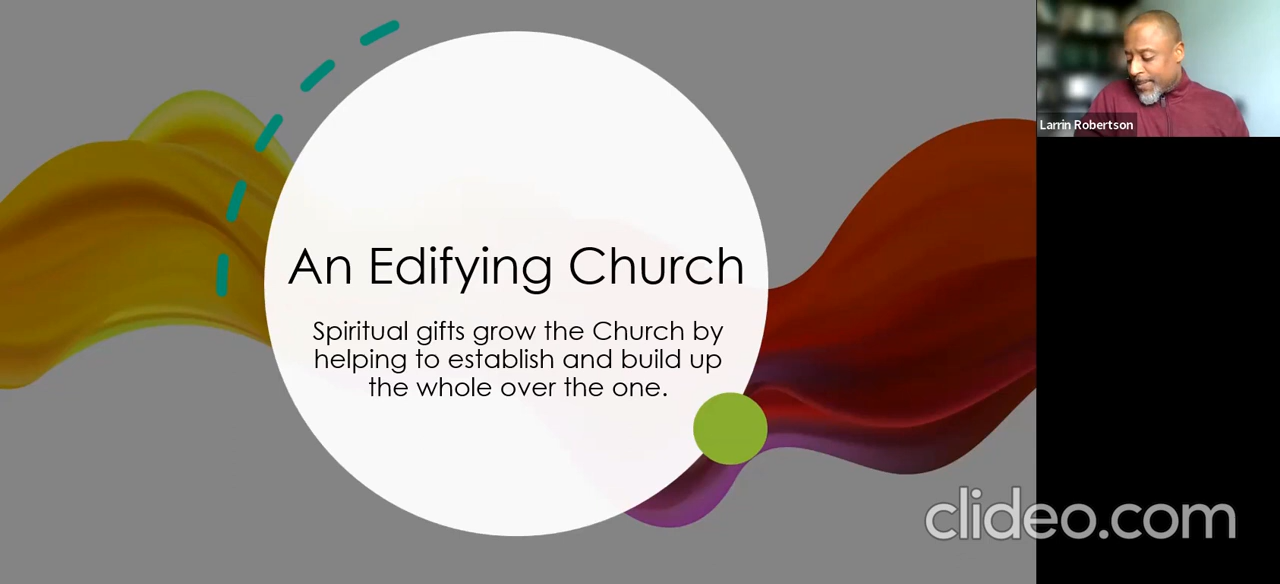 An Edifying Church
Spiritual gifts grow the Church by
helping to establish and build up
the whole over the one.
Larrin Robertson
clideo.com